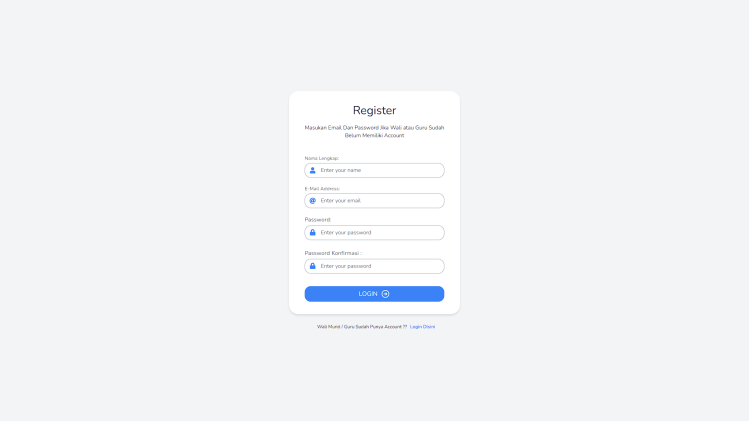 Register
Masukan Email Dan Password Jika Wali atau Guru Sudah
Belum Memiliki Account
Nama Lengkap:
Enter your name
E-Mail Address:
Enter your email
Password:
Enter your password
Password Konfirmasi :
Enter your password
LOGIN
Wali Murid / Guru Sudah Punya Account ?? Login Disini